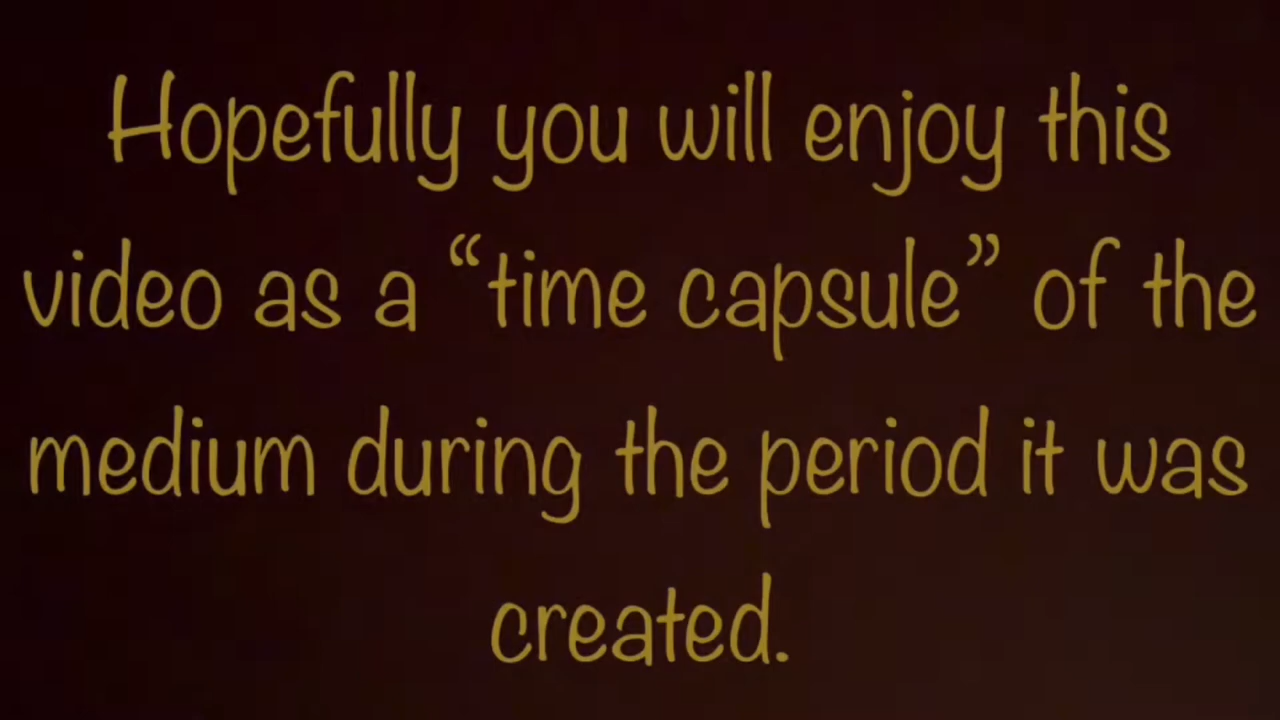 Hopefully you will enjoy this
video as a “time capsule” of the
medium during the period it was
created.